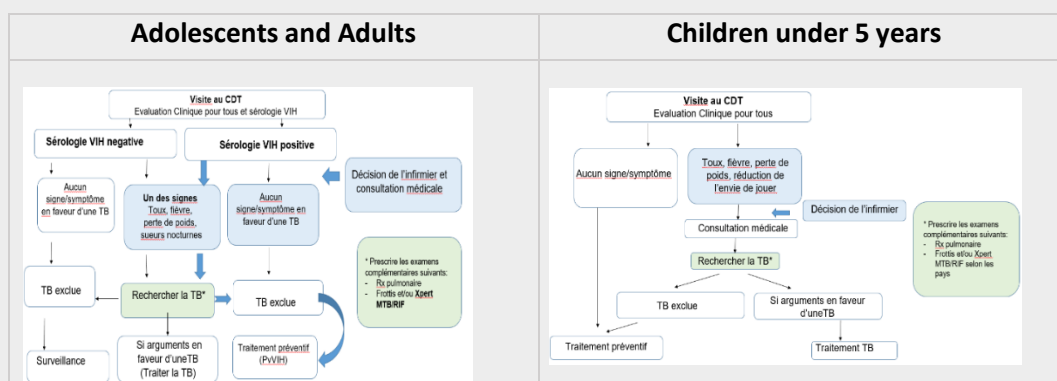 Adolescents and Adults
Visite au CDT
Evaluation Clinique pour tous et sérologie VIH
Sérologie VIH negative
Sérologie VIH positive
Aucun
signe/symptôme
en faveur d'une TB
Un des signes
Toux, fièvre,
perte de poids,
sueurs nocturnes
Aucun
signe/symptôme en
faveur d'une TB
Décision de l'infirmier et
consultation médicale
* Prescrire les examens
complémentaires suivants:
- Rx pulmonaire
- Frottis et/ou Xpert
MTB/RIF
TB exclue
Rechercher la TB*
TB exclue
Surveillance
Si arguments en
faveur d'uneTB
(Traiter la TB)
Traitement préventif
(PvVIH)
Children under 5 years
Visite au CDT
Evaluation Clinique pour tous
Aucun signe/symptôme
Toux, fièvre, perte de
poids, réduction de
l'envie de jouer
Décision de l'infirmier
Consultation médicale
Rechercher la TB*
* Prescrire les examens
complémentaires suivants:
- Rx pulmonaire
- Frottis et/ou Xpert
MTB/RIF selon les
pays
TB exclue
Si arguments en faveur
d'uneTB
Traitement préventif
Traitement TB